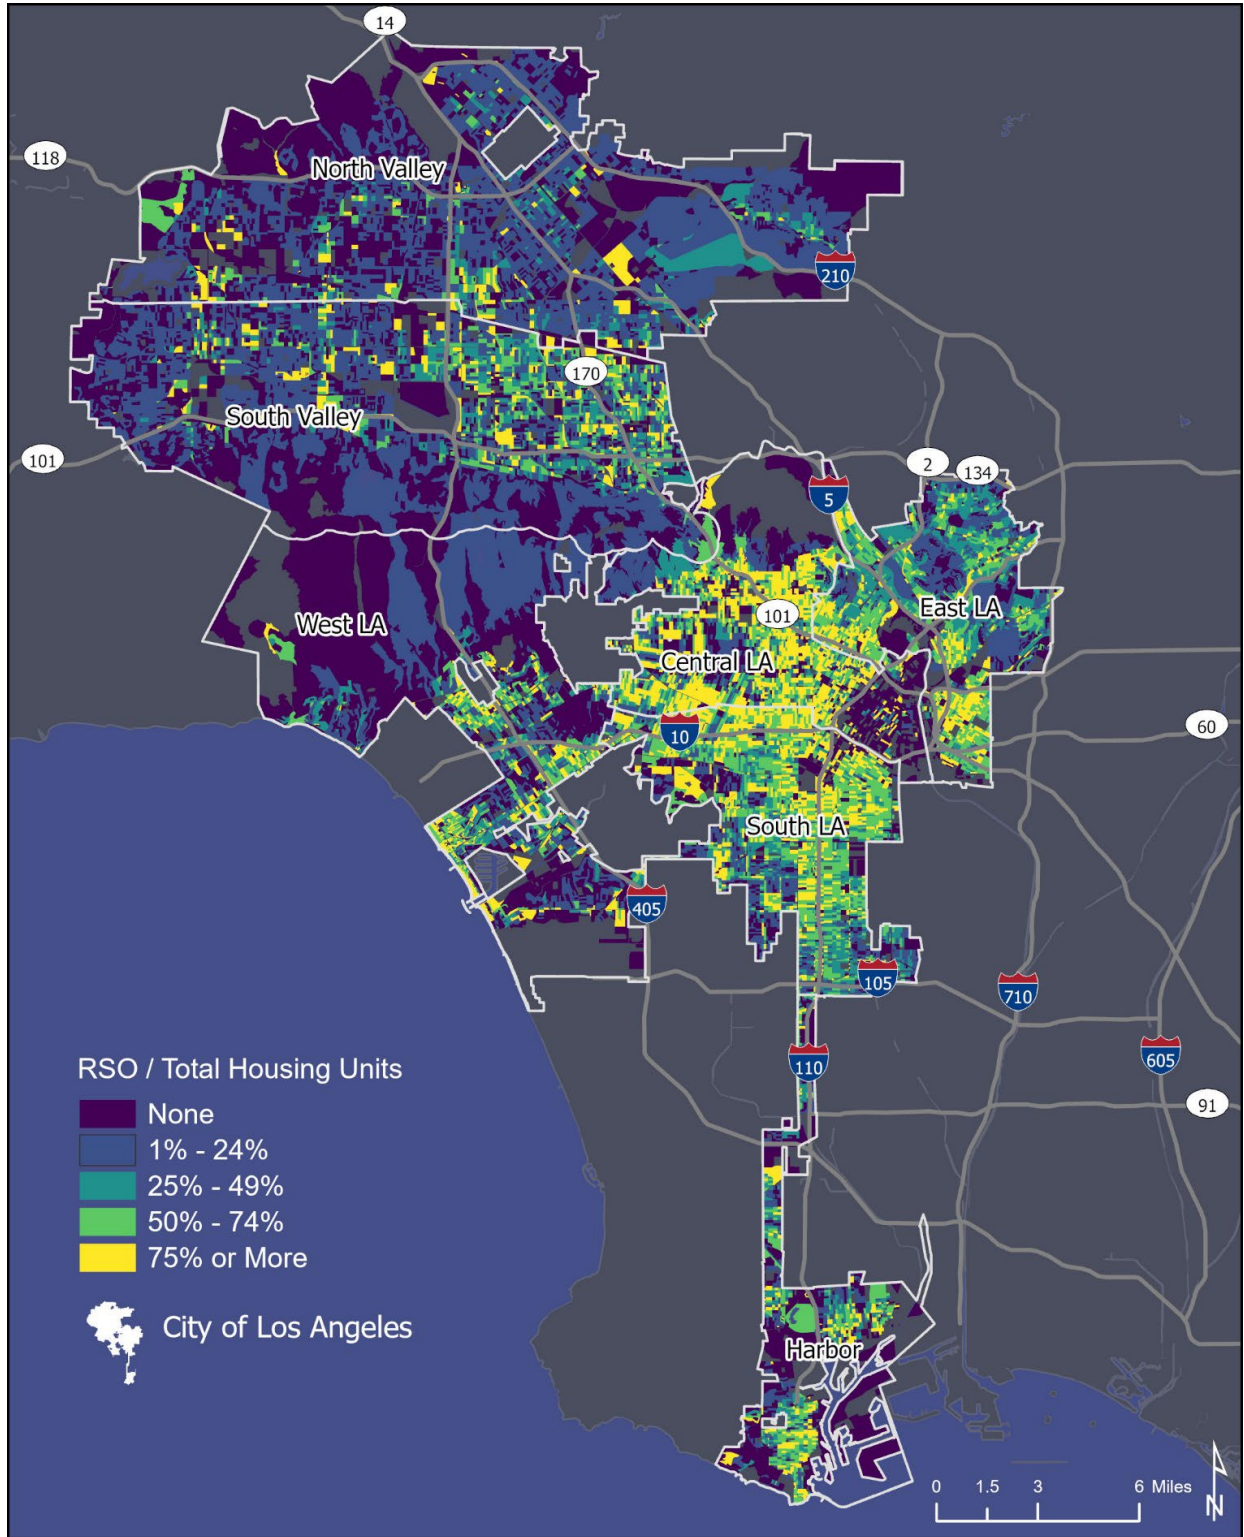 14
118
North Valley
210
170
South Valley
101
2
134
5
101
East LA
West LA
Central LA
60
10
South LA
405
105
710
110
605
91
RSO / Total Housing Units
None
1% - 24%
25% - 49%
50% - 74%
75% or More
City of Los Angeles
Harbor
0 1.5 3 6 Miles
N